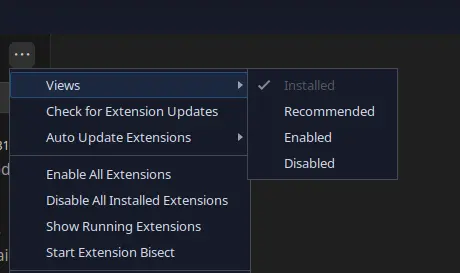 Views
Installed
Check for Extension Updates
Recommended
Auto Update Extensions
Enabled
Disabled
Enable All Extensions
Disable All Installed Extensions
Show Running Extensions
Start Extension Bisect